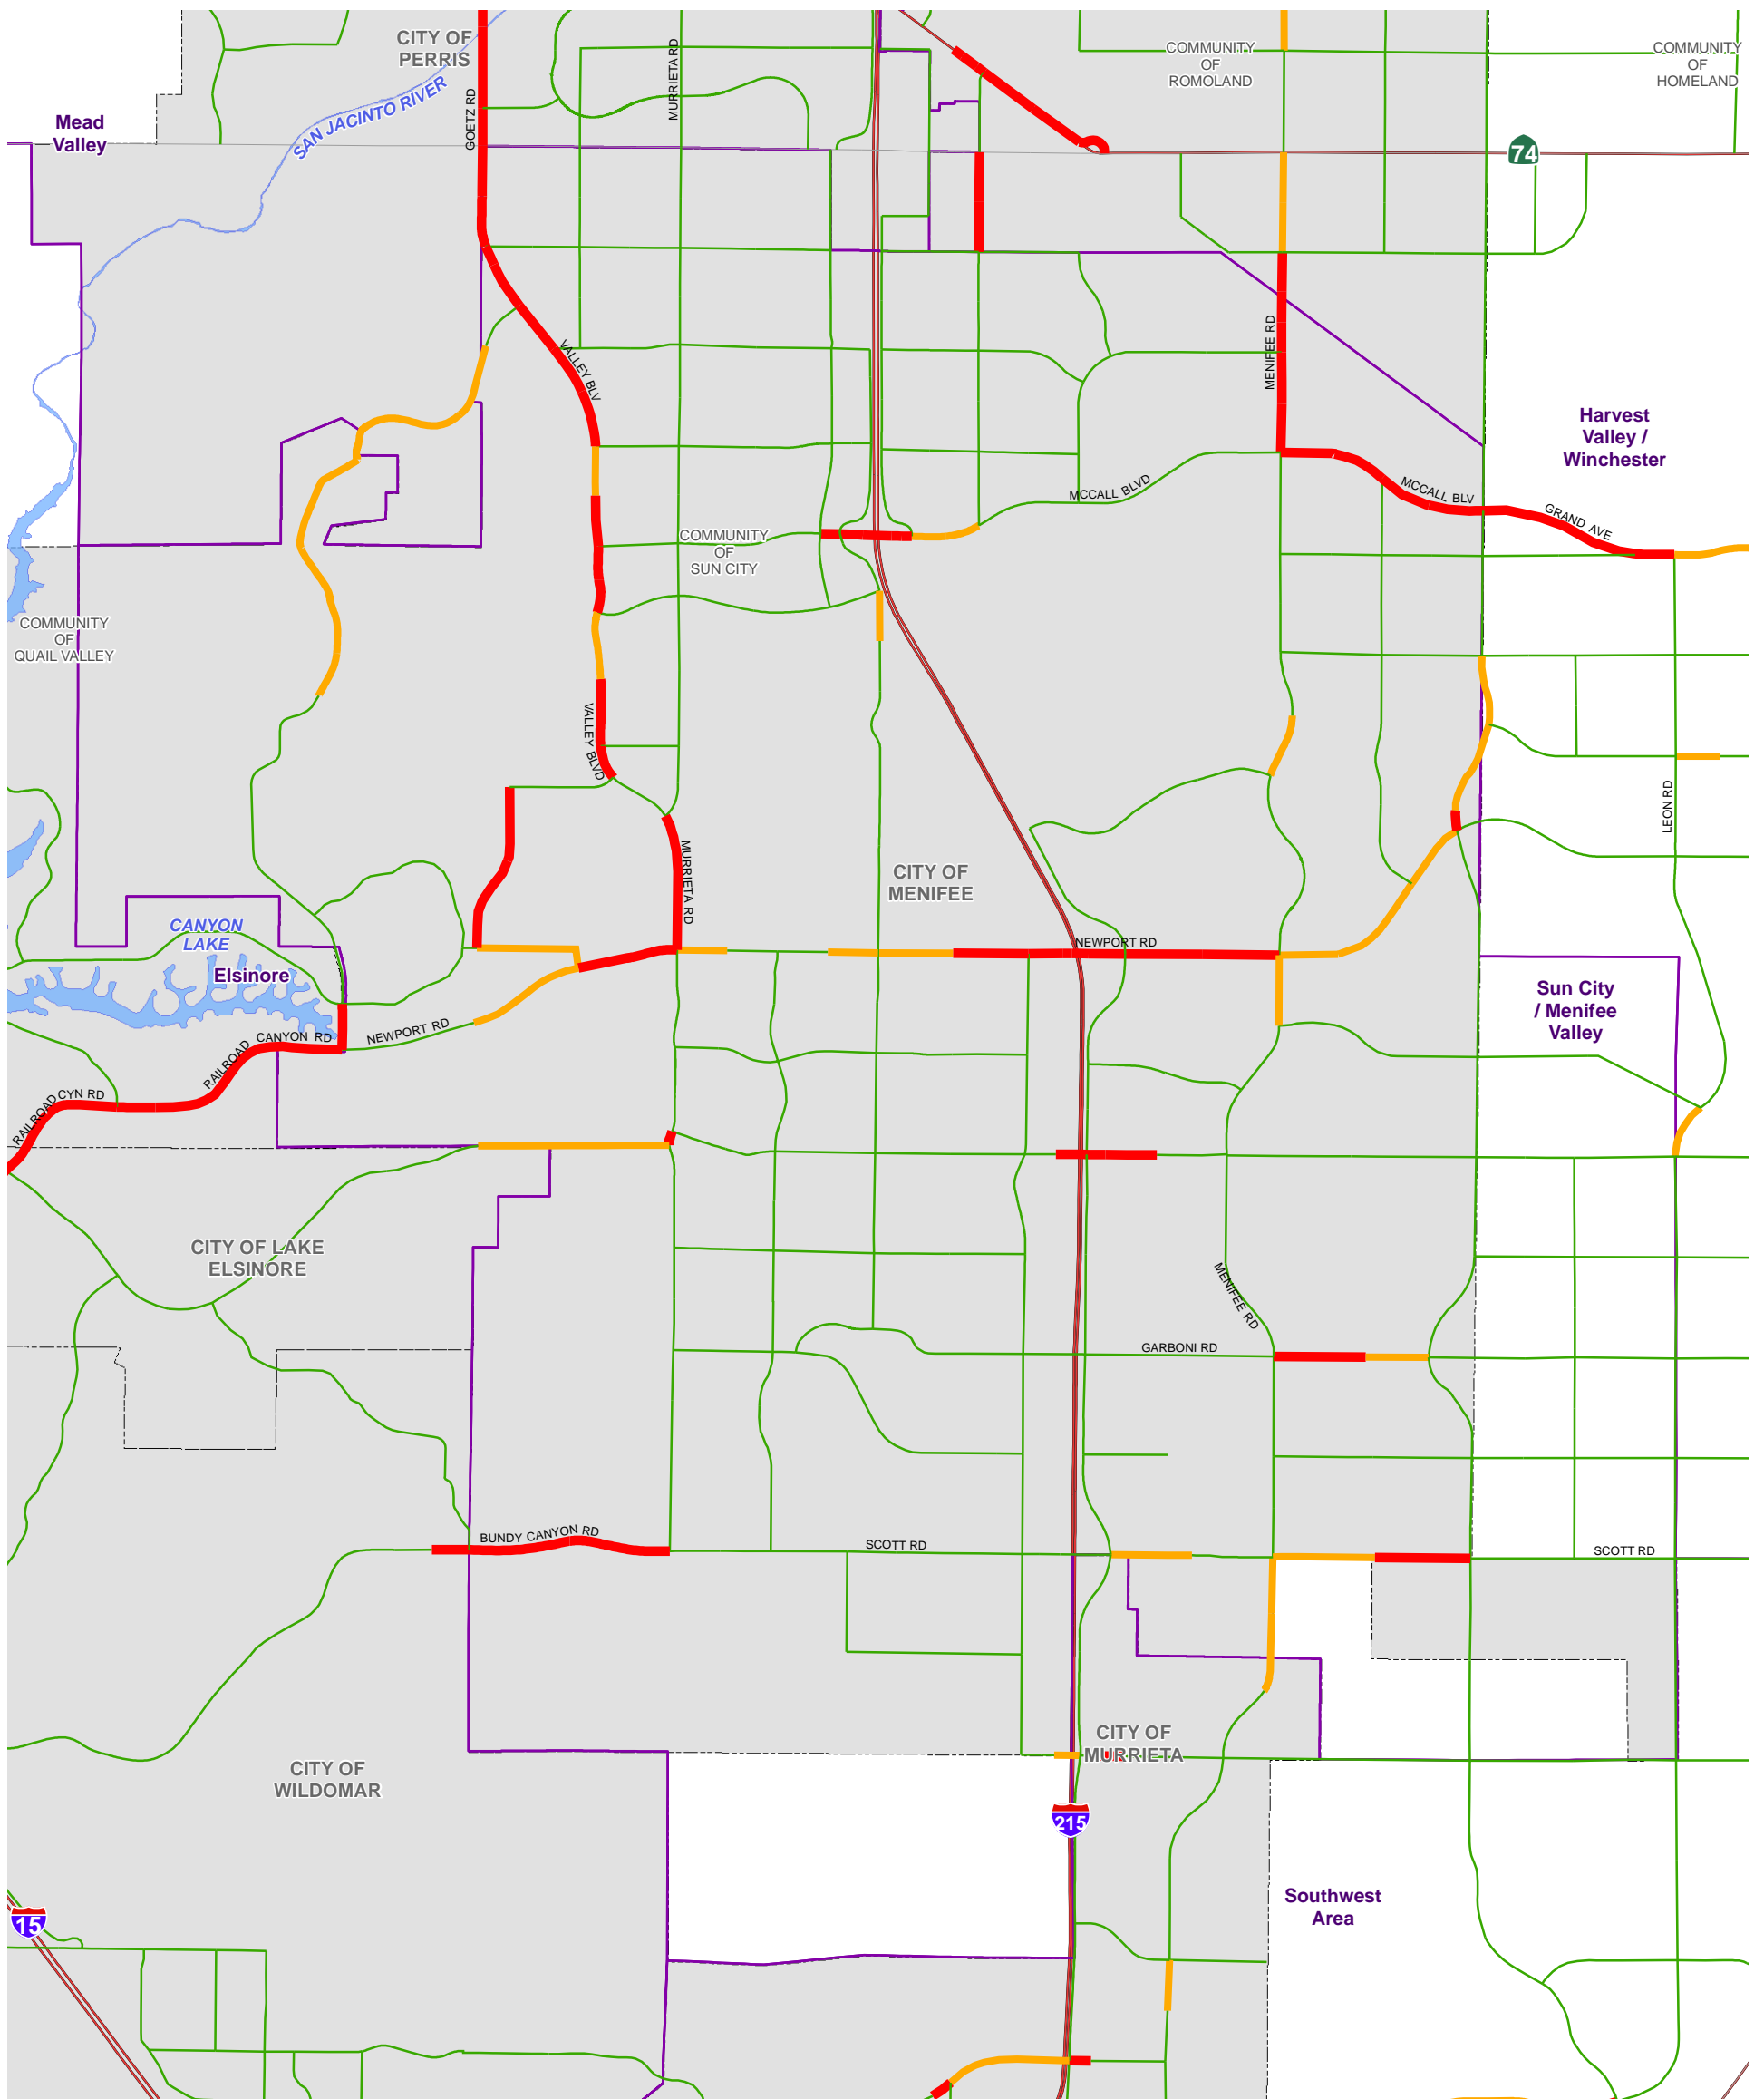 CITY OF
PERRIS
MURRIETA RD
COMMUNITY
OF
ROMOLAND
COMMUNITY
OF
HOMELAND
GOETZ RD
SAN JACINTO RIVER
Mead
Valley
74
VALLEY BLV
MENIFEE RD
Harvest
Valley /
Winchester
MCCALL BLVD
MCCALL BLV
GRAND AVE
COMMUNITY
OF
SUN CITY
COMMUNITY
OF
QUAIL VALLEY
VALLEY BLVD
LEON RD
MURRIETA RD
CITY OF
MENIFEE
CANYON
LAKE
NEWPORT RD
Elsinore
Sun City
/ Menifee
Valley
NEWPORT RD
RAILROAD CANYON RD
RAILROAD CYN RD
CITY OF LAKE
ELSINORE
MENIFEE RD
GARBONI RD
BUNDY CANYON RD
SCOTT RD
SCOTT RD
CITY OF
MURRIETA
CITY OF
WILDOMAR
215
Southwest
Area
15